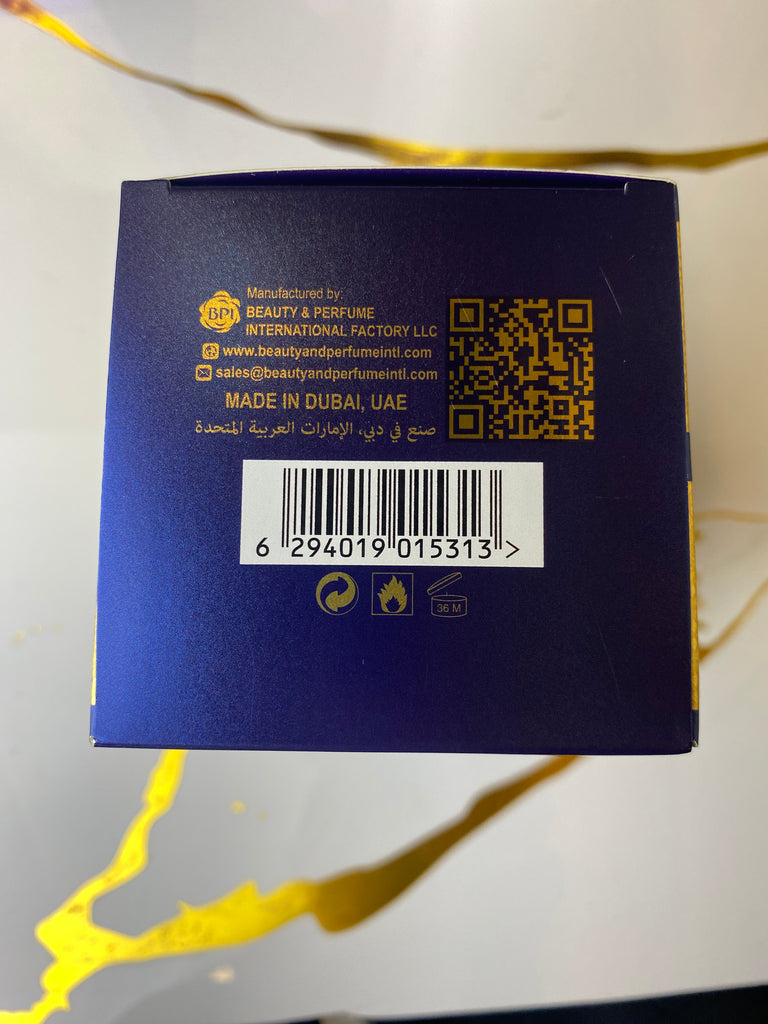 BPI
Manufactured by:
BEAUTY & PERFUME
INTERNATIONAL FACTORY LLC
www.beautyandperfumeintl.com
sales@beautyandperfumeintl.com
MADE IN DUBAI, UAE
صنع في دبي، الإمارات العربية المتحدة
6 294019 015313 >
36 M